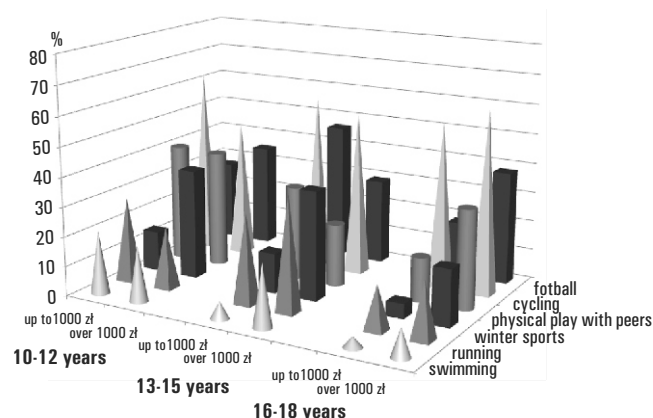 %
80
70
60
50
40
30
20
10
0
up to1000 zł
over 1000 zł
10-12 years
up to1000 zł
over 1000 zł
13-15 years
up to1000 zł
over 1000 zł
16-18 years
fotball
cycling
physical play with peers
winter sports
running
swimming